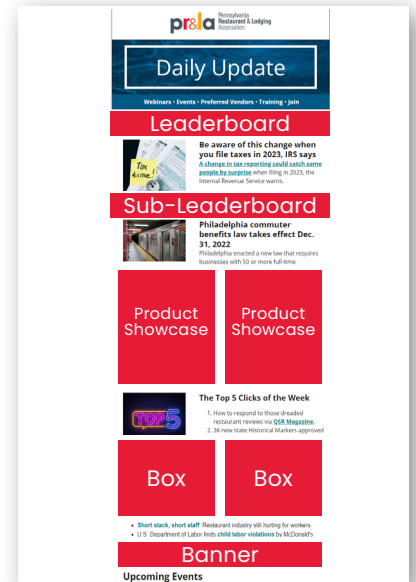 pr&la Pennsylvania
Restaurant & Lodging
Association
Daily Update
Webinars • Events • Preferred Vendors • Training • Join
Leaderboard
Tax
time!
Be aware of this change when
you file taxes in 2023, IRS says
A change in tax reporting could catch some
people by surprise when filing in 2023, the
Internal Revenue Service warns.
Sub-Leaderboard
Philadelphia commuter
benefits law takes effect Dec.
31, 2022
Philadelphia enacted a new law that requires
businesses with 50 or more full-time
Product
Showcase
Product
Showcase
TOP 5
The Top 5 Clicks of the Week
1. How to respond to those dreaded
restaurant reviews via QSR Magazine.
2. 36 new state Historical Markers approved
Box
Box
• Short stack, short staff Restaurant industry still hurting for workers.
• U.S. Department of Labor finds child labor violations by McDonald's
Banner
Upcoming Events